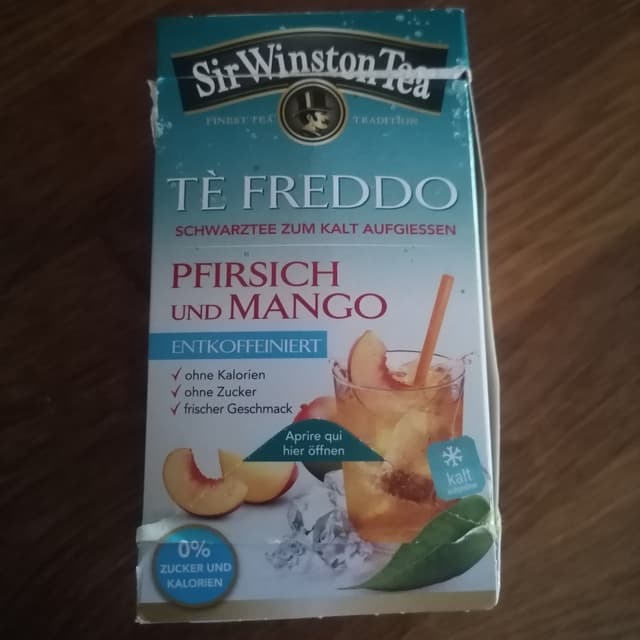 Sir Winston Tea
FINEST TEA TRADITION
TÈ FREDDO
SCHWARZTEE ZUM KALT AUFGIESSEN
PFIRSICH
UND MANGO
ENTKOFFEINIERT
ohne Kalorien
ohne Zucker
frischer Geschmack
Aprire qui
hier öffnen
kalt
0%
ZUCKER UND
KALORIEN